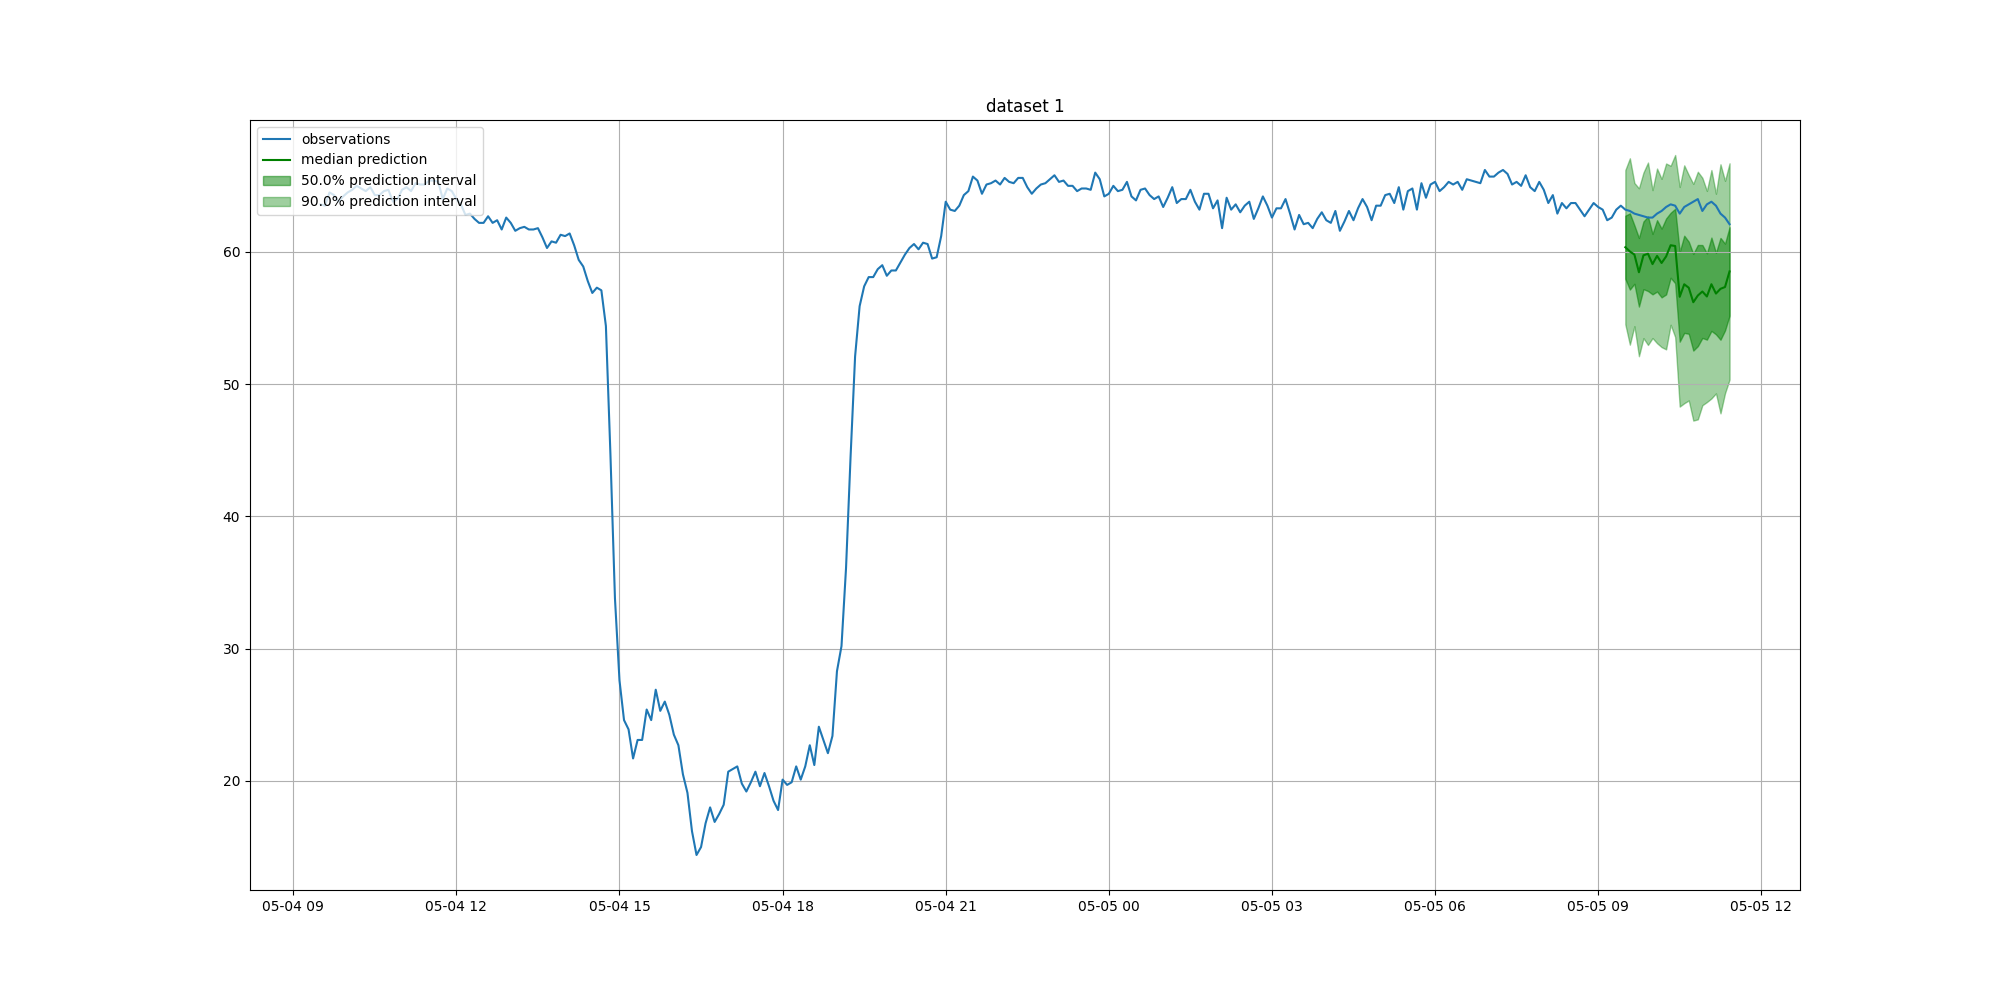 dataset 1
observations
median prediction
50.0% prediction interval
90.0% prediction interval
60
50
40
30
20
05-04 09 05-04 12 05-04 15 05-04 18 05-04 21 05-05 00 05-05 03 05-05 06 05-05 09 05-05 12